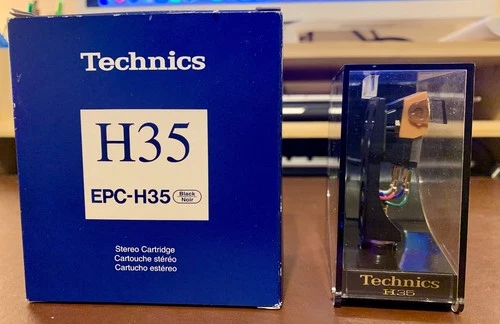 Technics
H35
EPC-H35 Black
Noir
Stereo Cartridge
Cartouche stéréo
Cartucho estéreo
Technics
H35